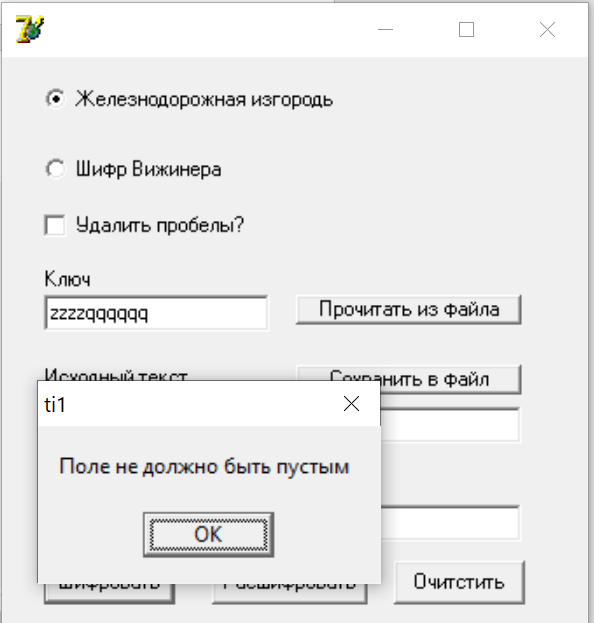 Железнодорожная изгородь
Шифр Вижинера
Удалить пробелы?
Ключ
zzzzqqqqqq
Прочитать из файла
Исходный текст
Сохранить в файл
ti1
Поле не должно быть пустым
OK
Шифровать
Расшифровать
Очитстить